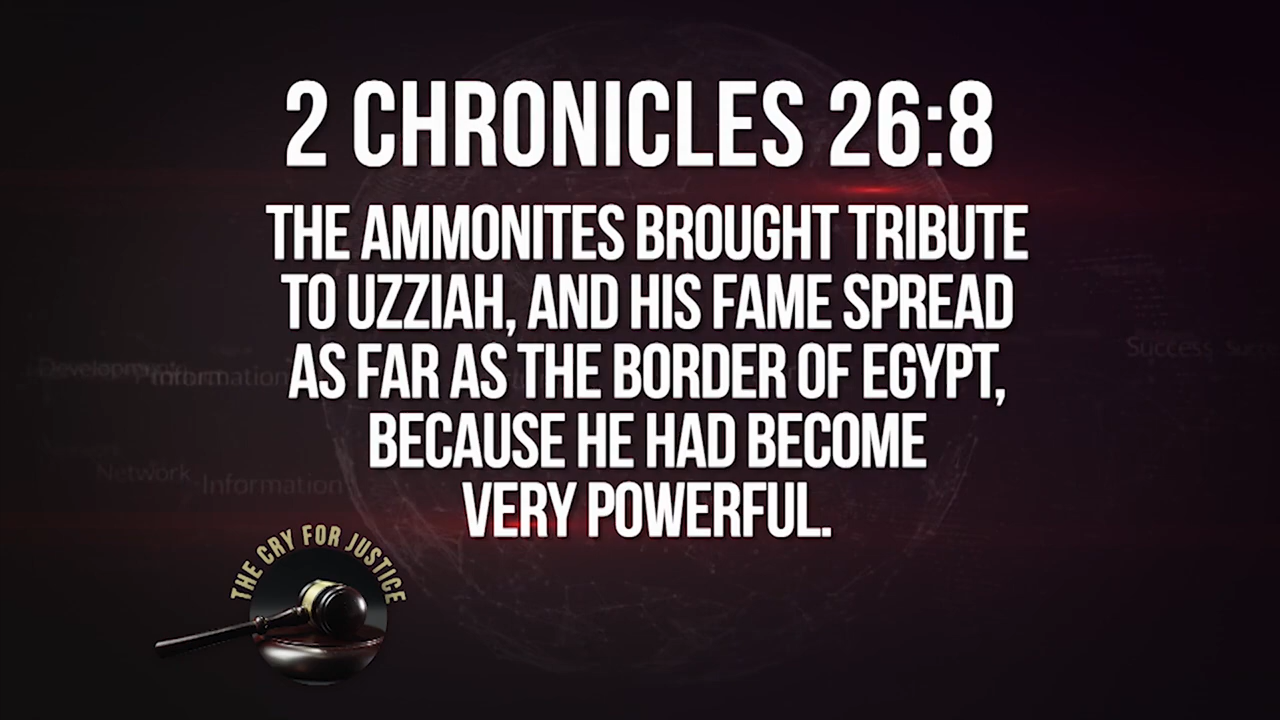 2 CHRONICLES 26:8
THE AMMONITES BROUGHT TRIBUTE
TO UZZIAH, AND HIS FAME SPREAD
AS FAR AS THE BORDER OF EGYPT,
BECAUSE HE HAD BECOME
VERY POWERFUL.
Information
Success
Network
Information
THE CRY FOR JUSTICE